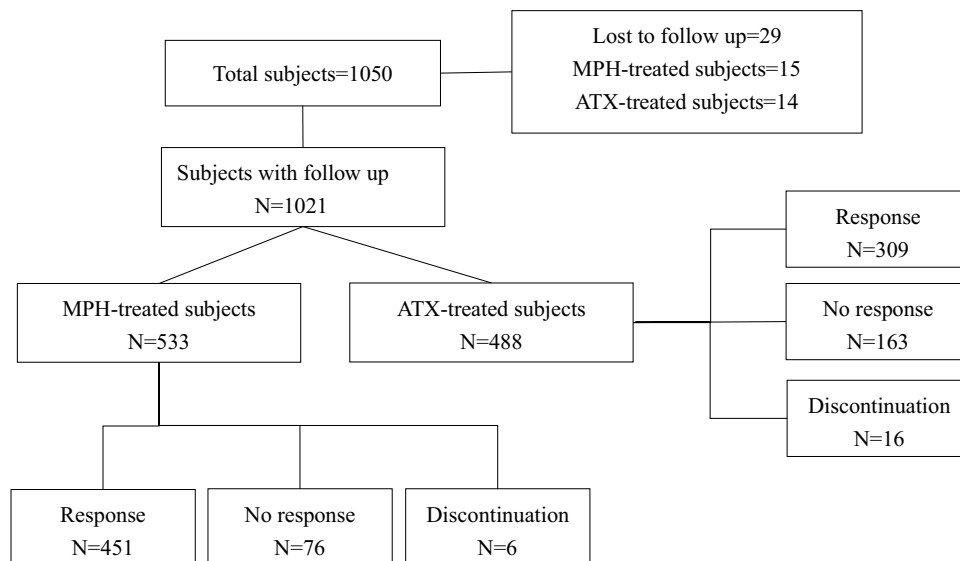 Total subjects=1050
Lost to follow up=29
MPH-treated subjects=15
ATX-treated subjects=14
Subjects with follow up
N=1021
MPH-treated subjects
N=533
ATX-treated subjects
N=488
Response
N=309
No response
N=163
Discontinuation
N=16
Response
N=451
No response
N=76
Discontinuation
N=6